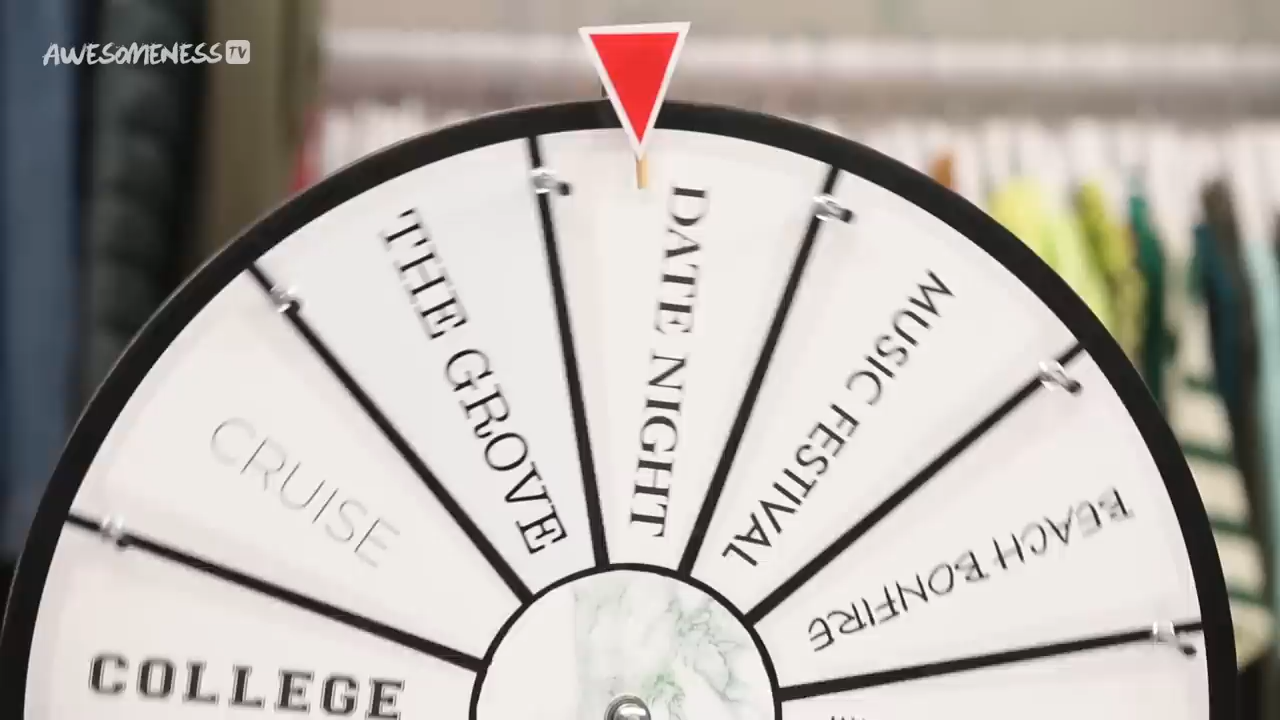 AWESOMENESS TV
COLLEGE
CRUISE
THE GROVE
DATE NIGHT
MUSIC FESTIVAL
BEACH BONFIRE